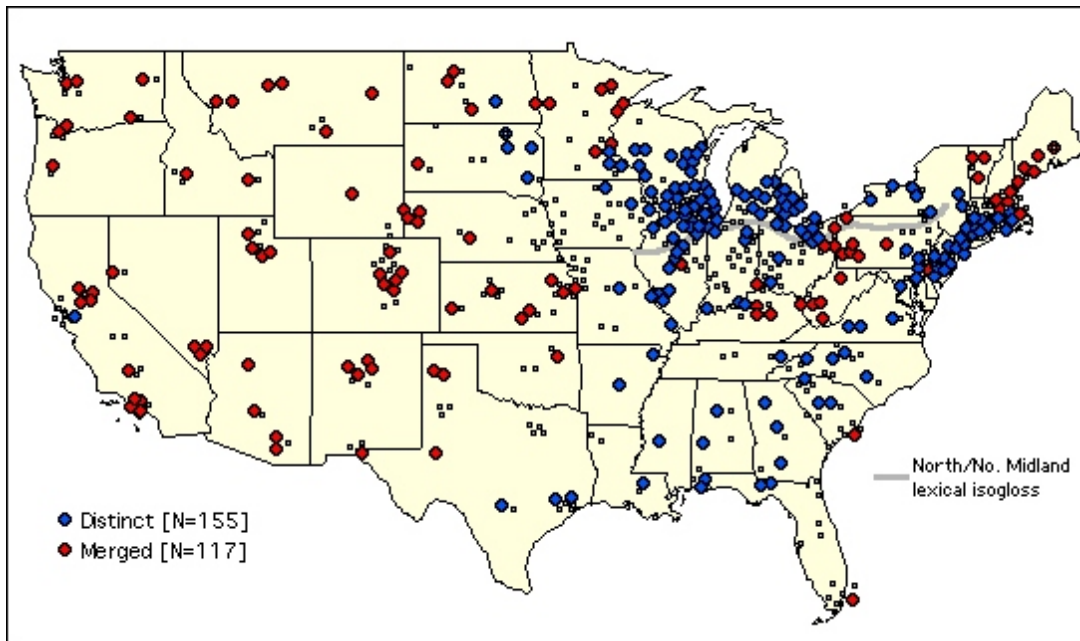 North/No. Midland
lexical isogloss
Distinct [N=155]
Merged [N=117]